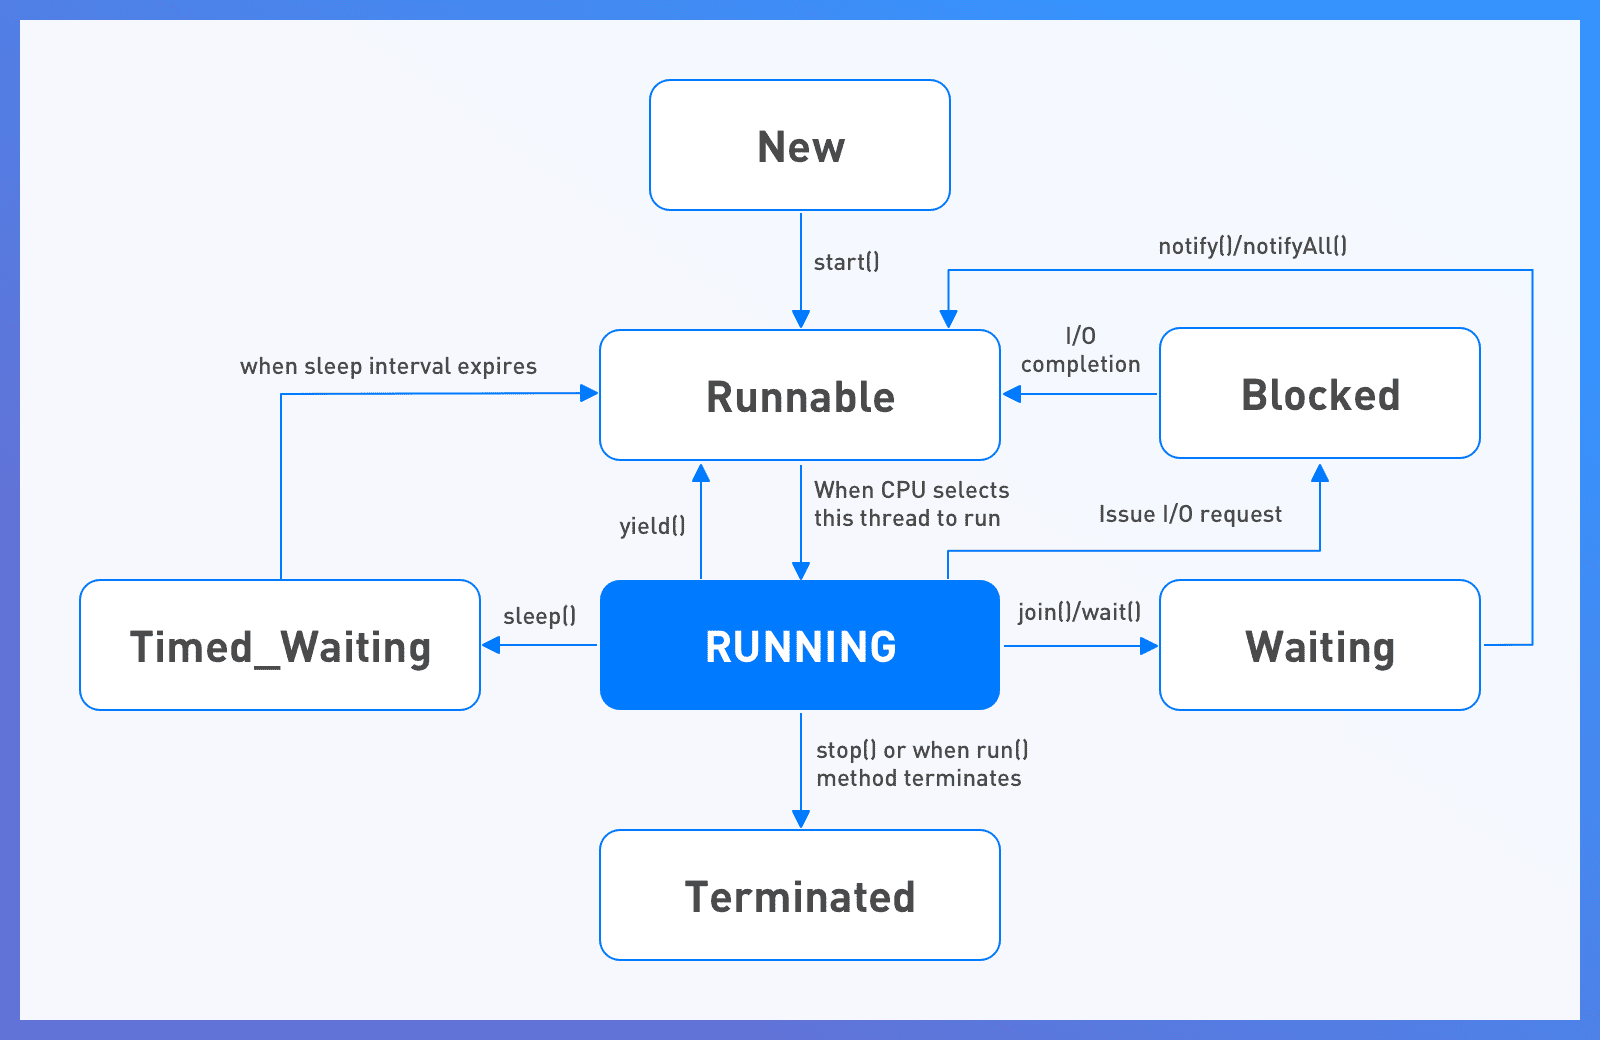 New
start()
notify()/notifyAll()
I/O
completion
when sleep interval expires
Runnable
Blocked
yield()
When CPU selects
this thread to run
Issue I/O request
Timed_Waiting
sleep()
RUNNING
join()/wait()
Waiting
stop() or when run()
method terminates
Terminated